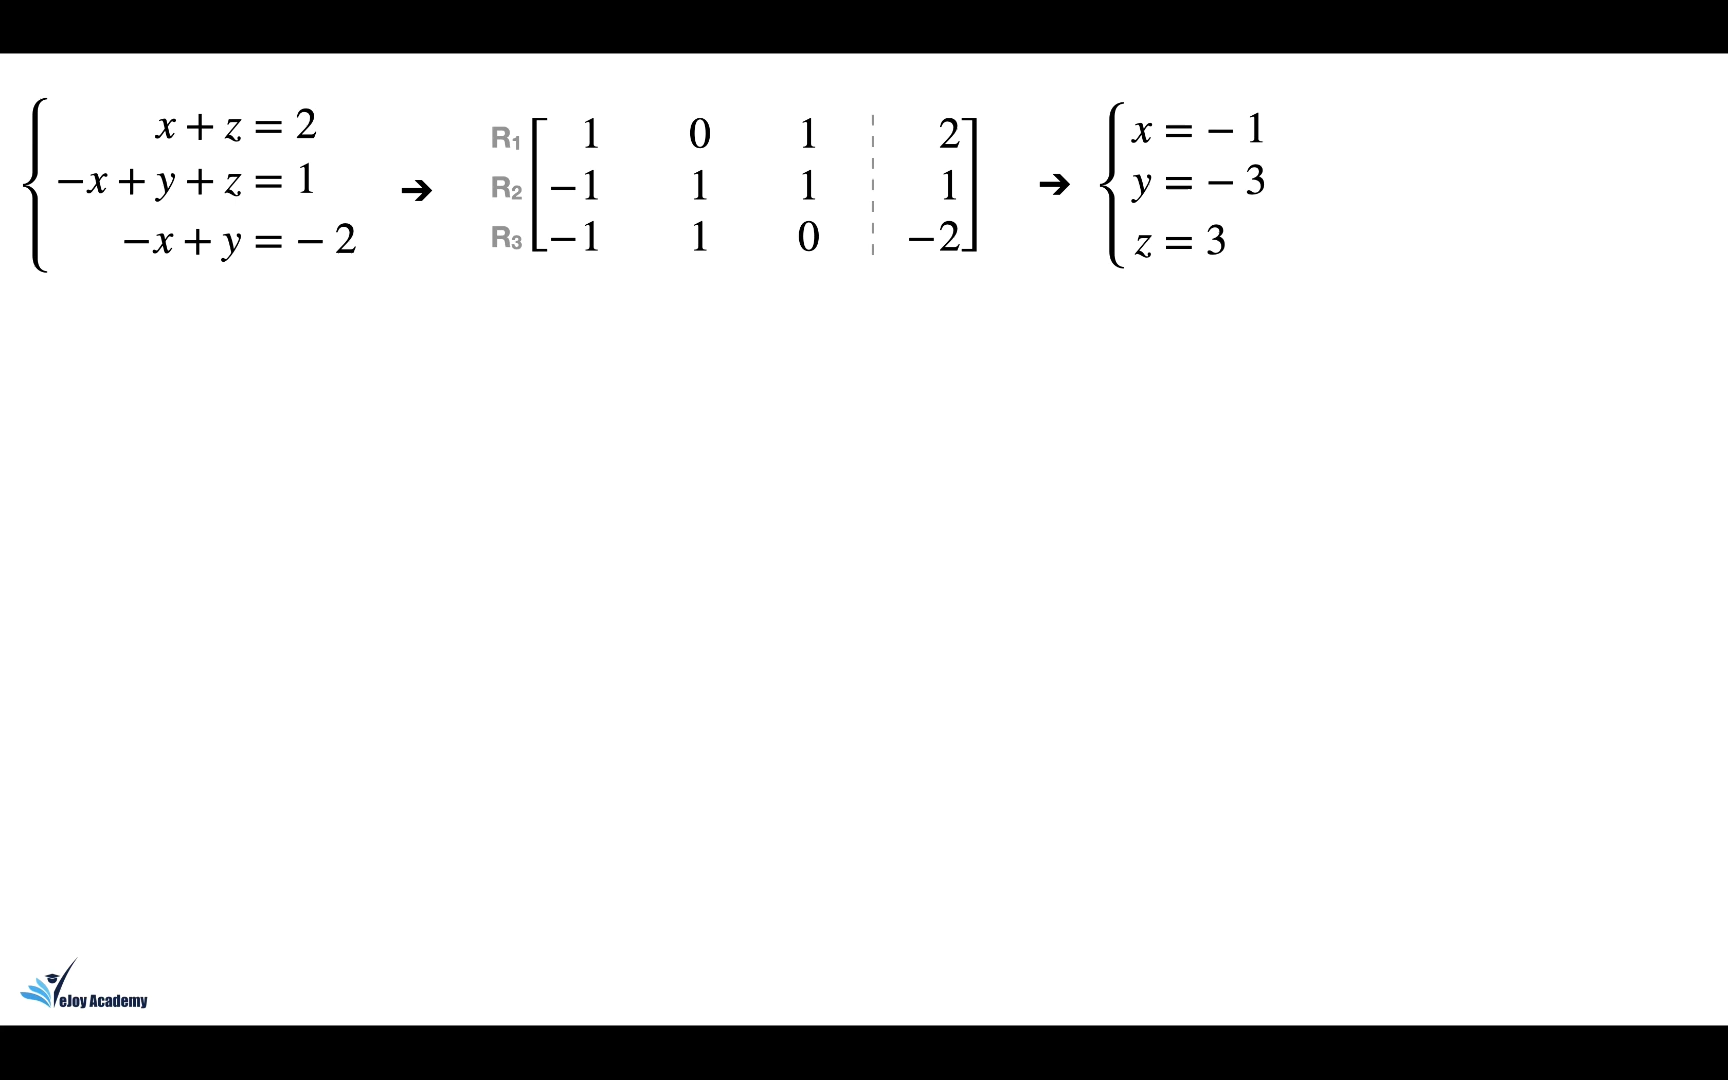 x + z = 2
−x + y + z = 1
−x + y = − 2
➔
R₁ 1 0 1 2
R₂ −1 1 1 1
R₃ −1 1 0 −2
➔
x = − 1
y = − 3
z = 3
eJoy Academy